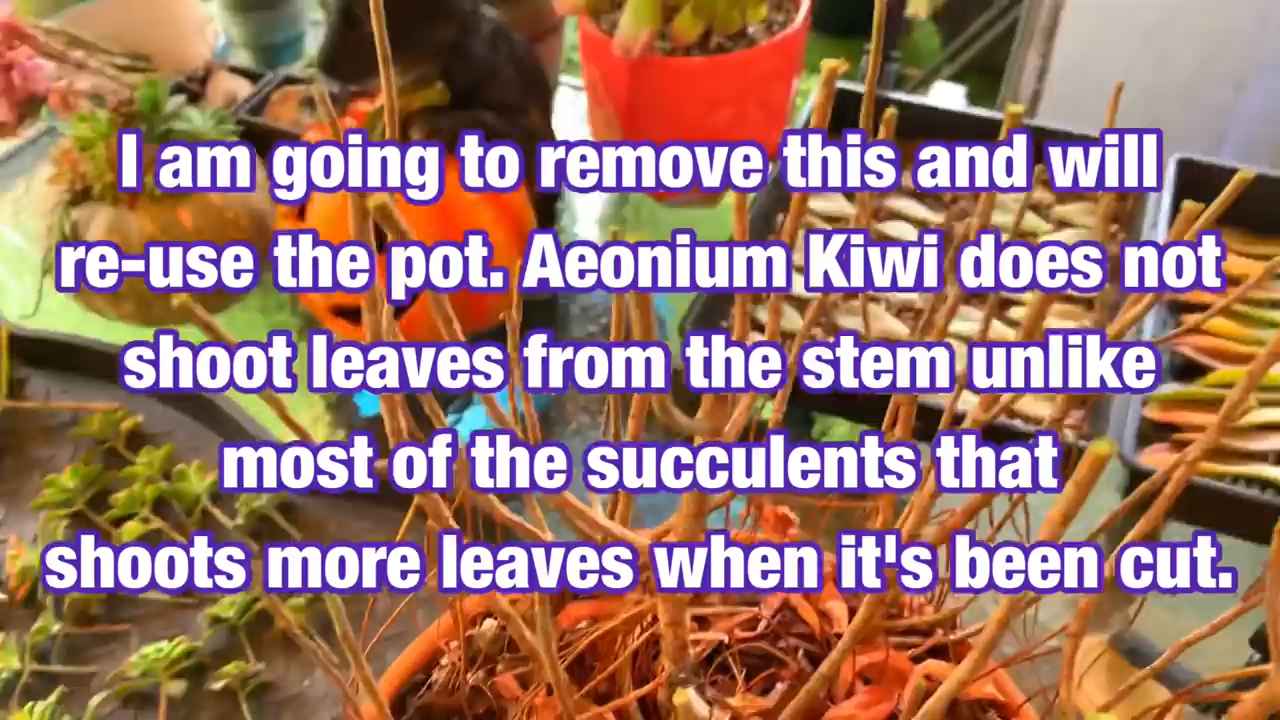 I am going to remove this and will
re-use the pot. Aeonium Kiwi does not
shoot leaves from the stem unlike
most of the succulents that
shoots more leaves when it's been cut.